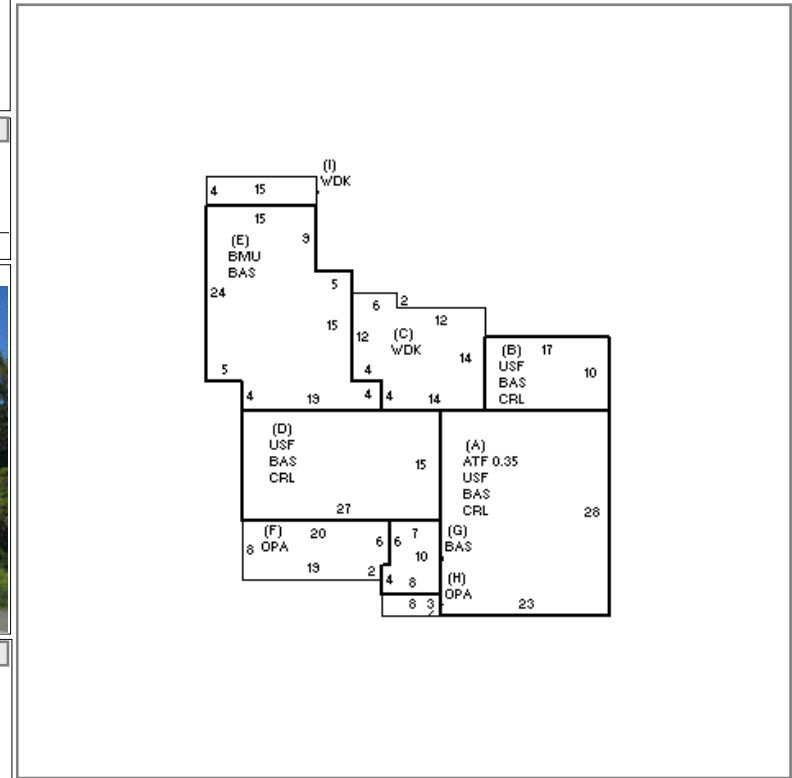 (I)
4 15 WDK
15
(E) 9
BMU
BAS
24 5
6 2
12
15 12 (C)
WDK
14
(B) 17
USF 10
BAS
CRL
5 4
4 19 4 4 14
(D)
USF
BAS 15
CRL
27
(A)
ATF 0.35
USF
BAS
CRL 28
(F) 20
8 OPA 6 6 7
10
(G)
BAS
19 2 4 8
(H)
OPA
8 3
23